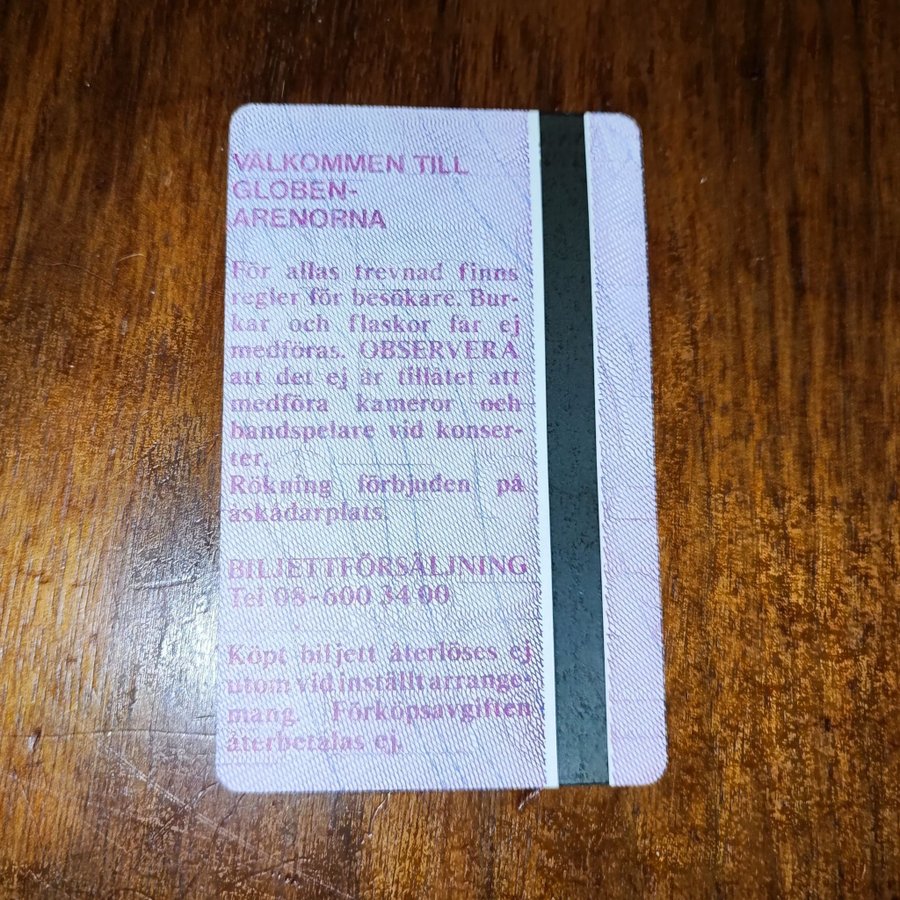 VÄLKOMMEN TILL
GLOBEN-
ARENORNA
För allas trevnad finns
regler för besökare. Bur-
kar och flaskor får ej
medföras. OBSERVERA
att det ej är tillåtet att
medföra kameror och
bandspelare vid konser-
ter.
Rökning förbjuden på
åskådarplats.
BILJETTFÖRSÄLJNING
Tel 08-600 34 00
Köpt biljett återlöses ej
utom vid inställt arrange-
mang. Förköpsavgiften
återbetalas ej.